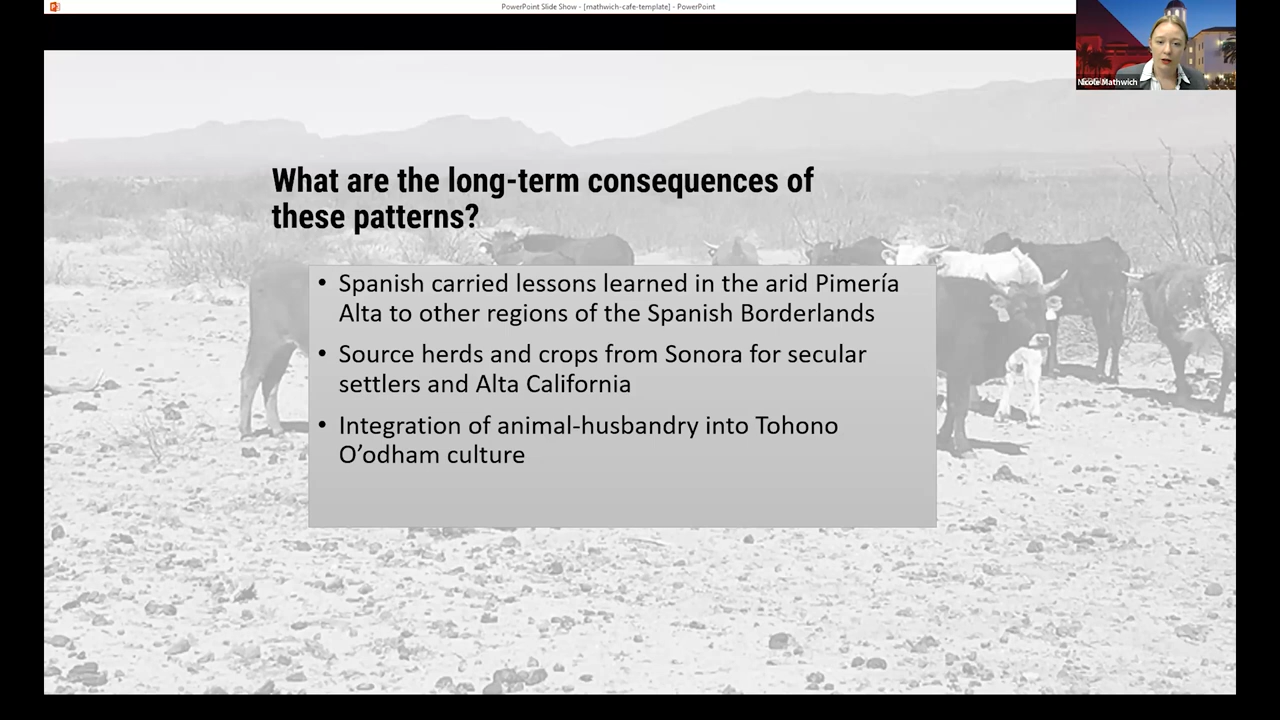 PowerPoint Slide Show - [mathwich-cafe-template] - PowerPoint
Nicole Mathwich
What are the long-term consequences of
these patterns?
• Spanish carried lessons learned in the arid Pimería
Alta to other regions of the Spanish Borderlands
• Source herds and crops from Sonora for secular
settlers and Alta California
• Integration of animal-husbandry into Tohono
O’odham culture